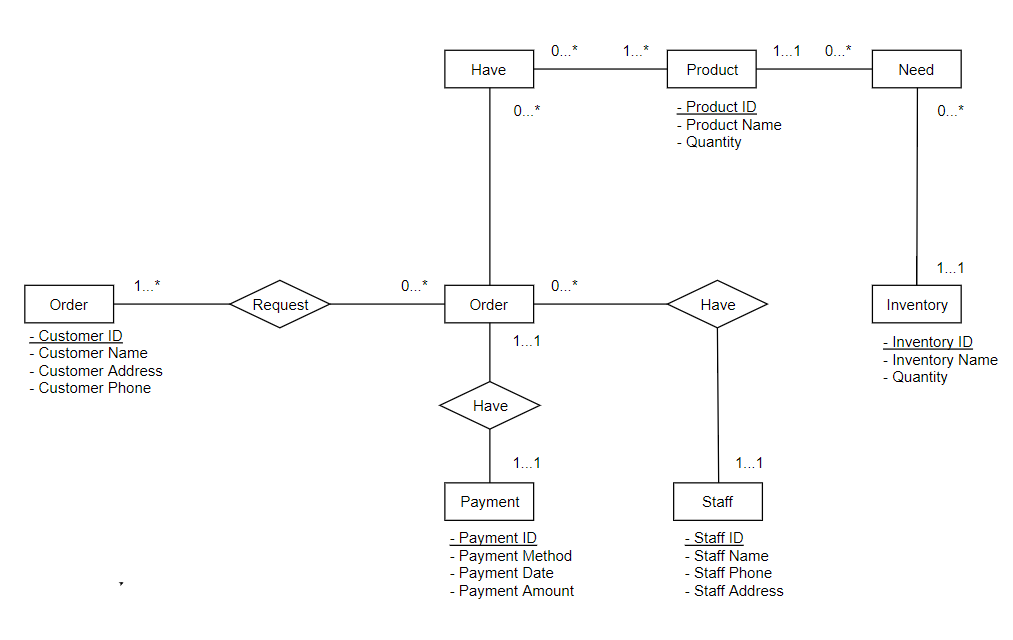 0...*
1...*
1...1
0...*
Have
Product
Need
0...*
- Product ID
- Product Name
- Quantity
0...*
1...1
1...*
0...*
0...*
Order
Request
Order
Have
Inventory
- Customer ID
- Customer Name
- Customer Address
- Customer Phone
1...1
- Inventory ID
- Inventory Name
- Quantity
Have
1...1
1...1
Payment
Staff
- Payment ID
- Payment Method
- Payment Date
- Payment Amount
- Staff ID
- Staff Name
- Staff Phone
- Staff Address